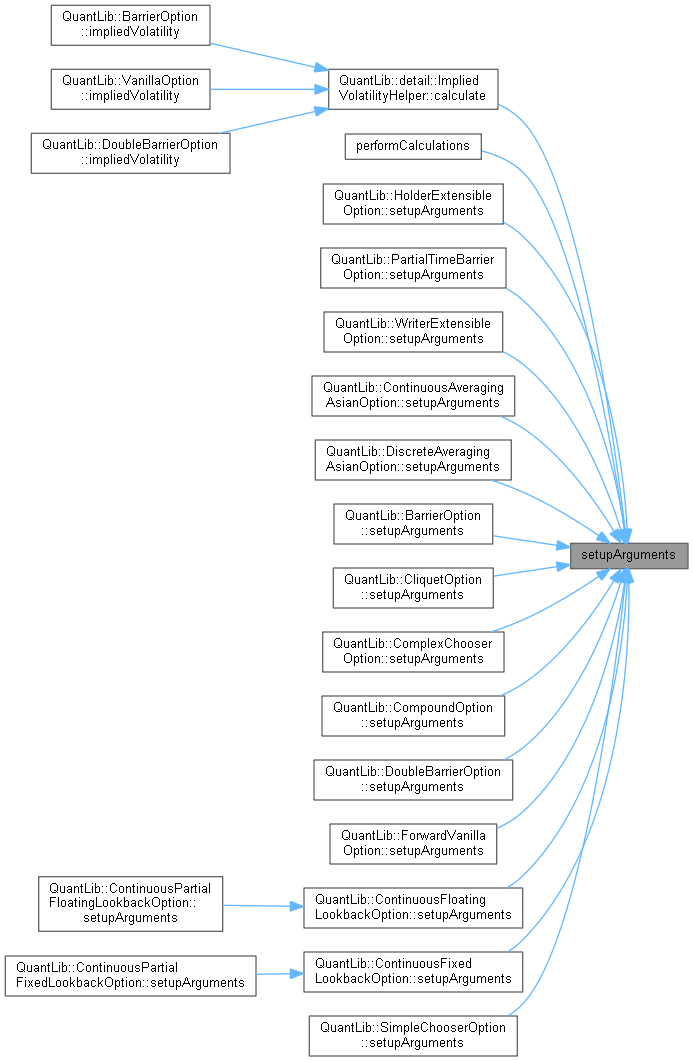 QuantLib::BarrierOption
::impliedVolatility
QuantLib::VanillaOption
::impliedVolatility
QuantLib::DoubleBarrierOption
::impliedVolatility
QuantLib::detail::Implied
VolatilityHelper::calculate
performCalculations
QuantLib::HolderExtensible
Option::setupArguments
QuantLib::PartialTimeBarrier
Option::setupArguments
QuantLib::WriterExtensible
Option::setupArguments
QuantLib::ContinuousAveraging
AsianOption::setupArguments
QuantLib::DiscreteAveraging
AsianOption::setupArguments
QuantLib::BarrierOption
::setupArguments
setupArguments
QuantLib::CliquetOption
::setupArguments
QuantLib::ComplexChooser
Option::setupArguments
QuantLib::CompoundOption
::setupArguments
QuantLib::DoubleBarrierOption
::setupArguments
QuantLib::ForwardVanilla
Option::setupArguments
QuantLib::ContinuousPartial
FloatingLookbackOption::
setupArguments
QuantLib::ContinuousFloating
LookbackOption::setupArguments
QuantLib::ContinuousPartial
FixedLookbackOption::setupArguments
QuantLib::ContinuousFixed
LookbackOption::setupArguments
QuantLib::SimpleChooserOption
::setupArguments